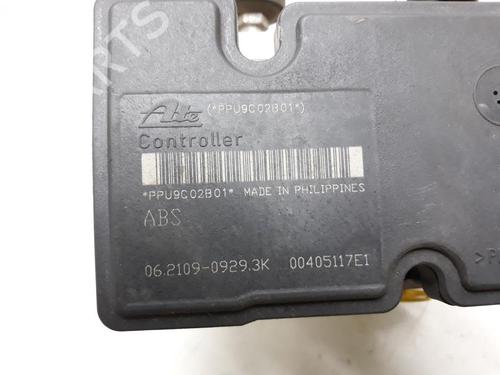 Ate (*PPU9C02B01*)
Controller
*PPU9C02B01* MADE IN PHILIPPINES
ABS
06.2109-0929.3K 00405117E1